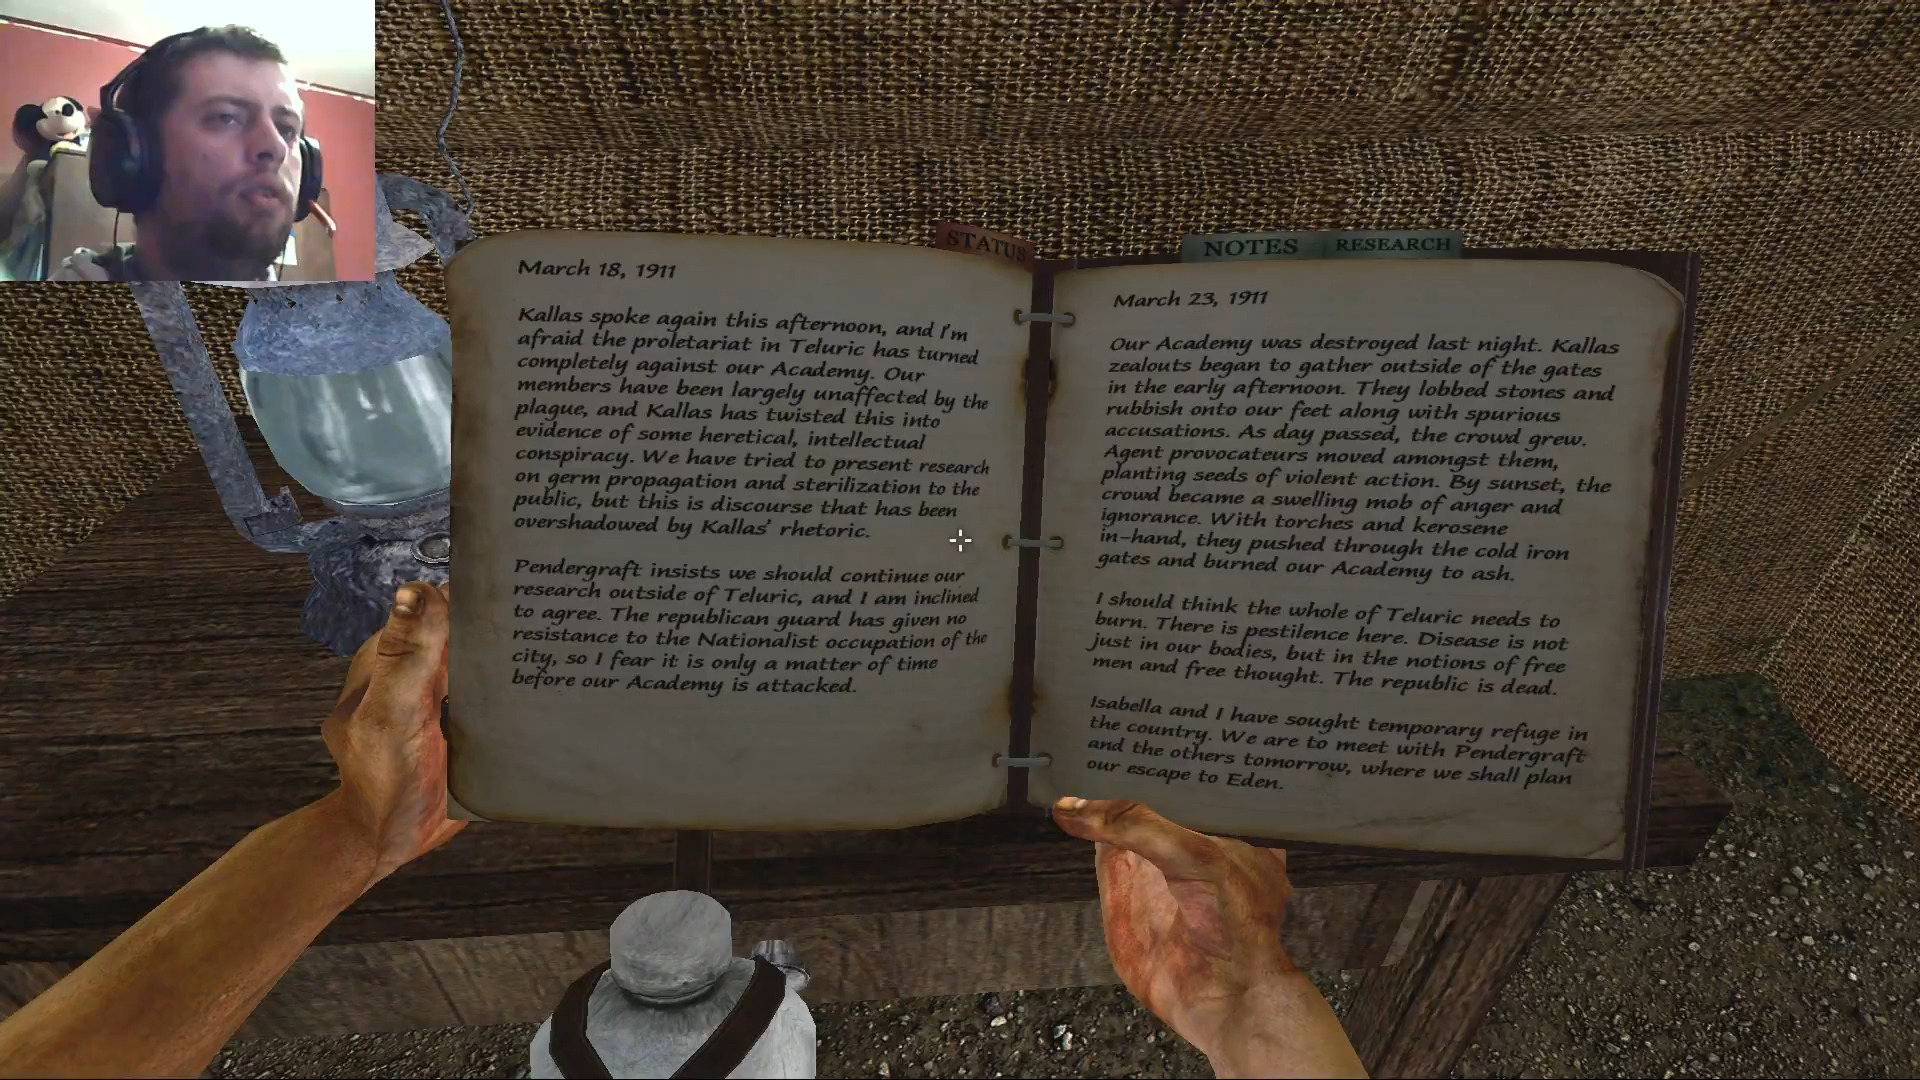 STATUS
NOTES
RESEARCH
March 18, 1911
Kallas spoke again this afternoon, and I'm
afraid the proletariat in Teluric has turned
completely against our Academy. Our
members have been largely unaffected by the
plague, and Kallas has twisted this into
evidence of some heretical, intellectual
conspiracy. We have tried to present research
on germ propagation and sterilization to the
public, but this is discourse that has been
overshadowed by Kallas' rhetoric.
Pendergraft insists we should continue our
research outside of Teluric, and I am inclined
to agree. The republican guard has given no
resistance to the Nationalist occupation of the
city, so I fear it is only a matter of time
before our Academy is attacked.
March 23, 1911
Our Academy was destroyed last night. Kallas
zealouts began to gather outside of the gates
in the early afternoon. They lobbed stones and
rubbish onto our feet along with spurious
accusations. As day passed, the crowd grew.
Agent provocateurs moved amongst them,
planting seeds of violent action. By sunset, the
crowd became a swelling mob of anger and
ignorance. With torches and kerosene
in-hand, they pushed through the cold iron
gates and burned our Academy to ash.
I should think the whole of Teluric needs to
burn. There is pestilence here. Disease is not
just in our bodies, but in the notions of free
men and free thought. The republic is dead.
Isabella and I have sought temporary refuge in
the country. We are to meet with Pendergraft
and the others tomorrow, where we shall plan
our escape to Eden.